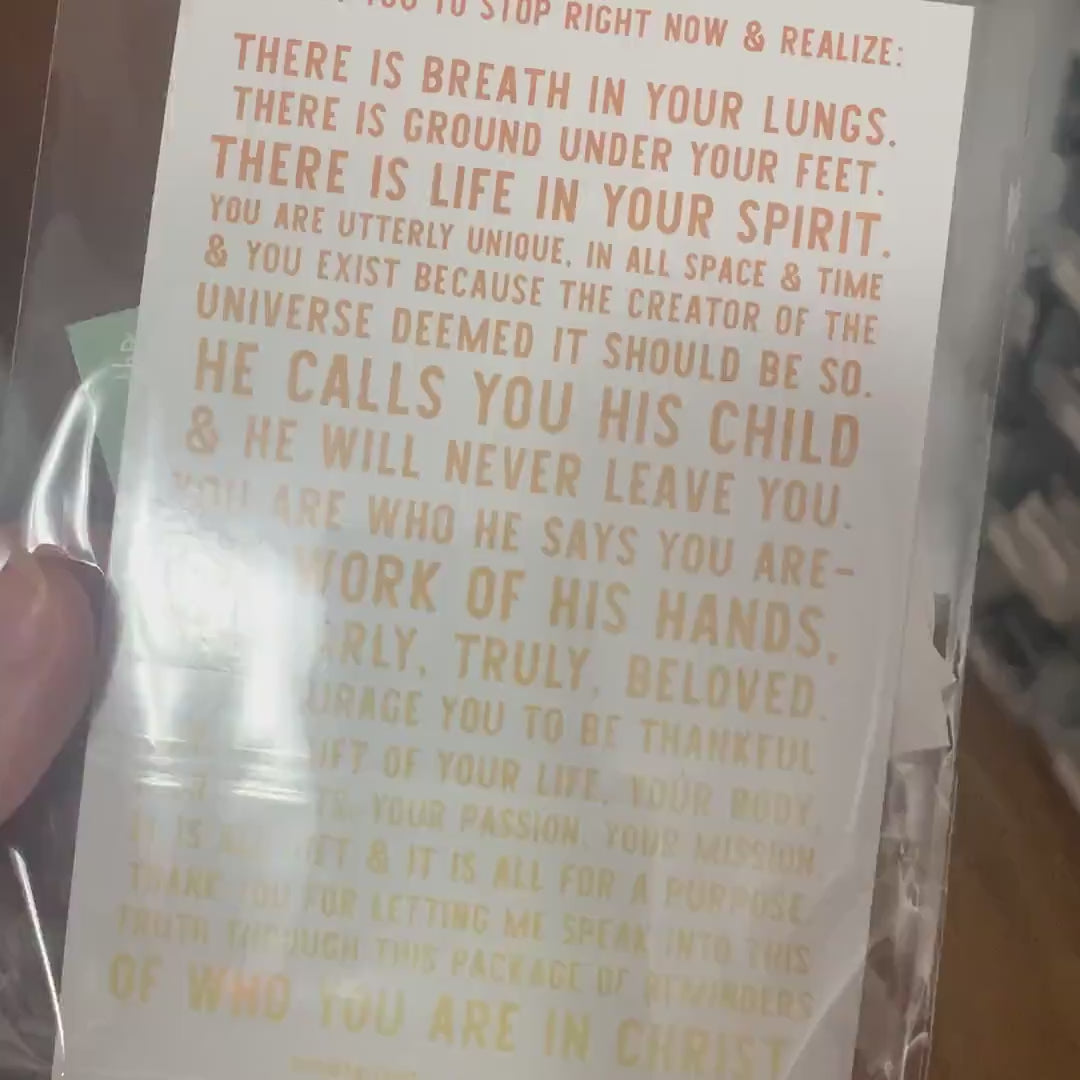 YOU TO STOP RIGHT NOW & REALIZE:
THERE IS BREATH IN YOUR LUNGS.
THERE IS GROUND UNDER YOUR FEET.
THERE IS LIFE IN YOUR SPIRIT.
YOU ARE UTTERLY UNIQUE, IN ALL SPACE & TIME
& YOU EXIST BECAUSE THE CREATOR OF THE
UNIVERSE DEEMED IT SHOULD BE SO.
HE CALLS YOU HIS CHILD
& HE WILL NEVER LEAVE YOU.
YOU ARE WHO HE SAYS YOU ARE-
WORK OF HIS HANDS,
TRULY, BELOVED.
YOU TO BE THANKFUL
OF YOUR LIFE, YOUR BODY,
YOUR PASSION, YOUR MISSION.
IT IS & IT IS ALL FOR A PURPOSE.
THANK YOU FOR LETTING ME SPEAK INTO THIS
TRUTH THROUGH THIS PACKAGE OF REMINDERS
OF WHO YOU ARE IN CHRIST